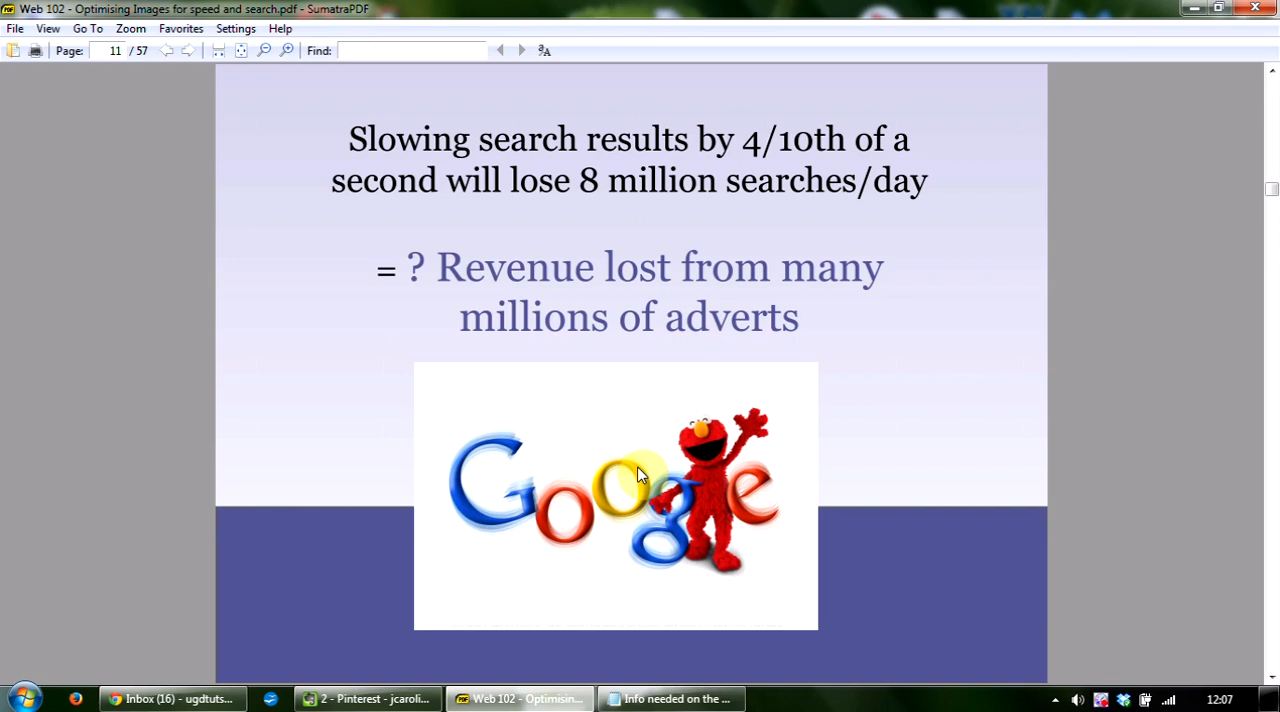 Web 102 - Optimising Images for speed and search.pdf - SumatraPDF
File View Go To Zoom Favorites Settings Help
Page: 11 / 57 Find:
Slowing search results by 4/10th of a
second will lose 8 million searches/day
= ? Revenue lost from many
millions of adverts
Google
Inbox (16) - ugdtuts... 2 - Pinterest - jcaroli... Web 102 - Optimisin... Info needed on the ... 12:07